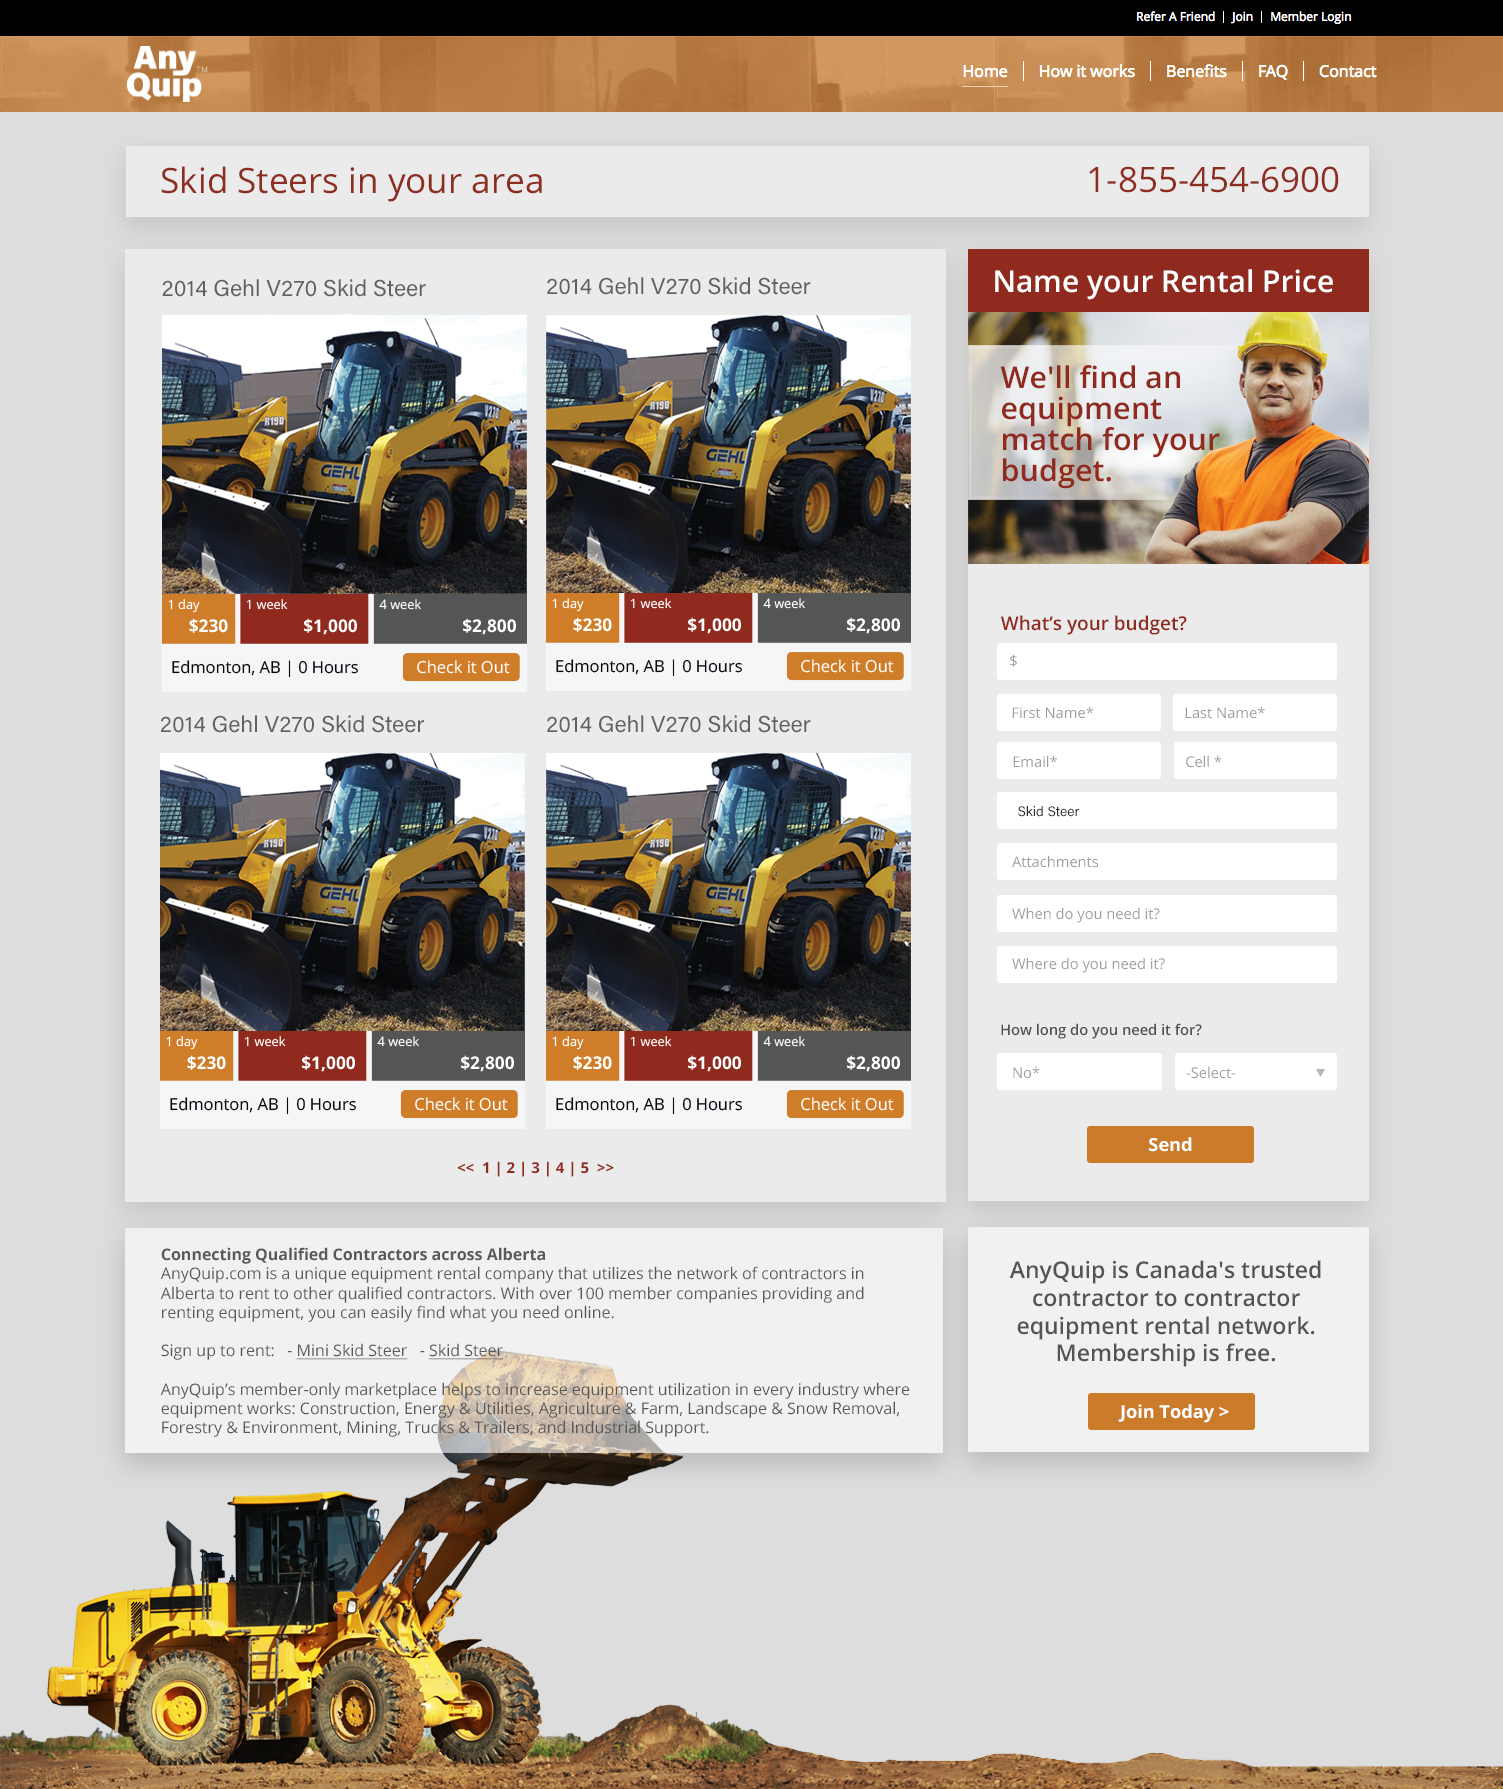 Refer A Friend | Join | Member Login
Any
Quip™
Home | How it works | Benefits | FAQ | Contact
Skid Steers in your area
1-855-454-6900
2014 Gehl V270 Skid Steer
R190
V270
GEHL
1 day
$230
1 week
$1,000
4 week
$2,800
Edmonton, AB | 0 Hours
Check it Out
2014 Gehl V270 Skid Steer
R190
V270
GEHL
1 day
$230
1 week
$1,000
4 week
$2,800
Edmonton, AB | 0 Hours
Check it Out
2014 Gehl V270 Skid Steer
R190
V270
GEHL
1 day
$230
1 week
$1,000
4 week
$2,800
Edmonton, AB | 0 Hours
Check it Out
2014 Gehl V270 Skid Steer
R190
V270
GEHL
1 day
$230
1 week
$1,000
4 week
$2,800
Edmonton, AB | 0 Hours
Check it Out
<< 1 | 2 | 3 | 4 | 5 >>
Name your Rental Price
We'll find an
equipment
match for your
budget.
What’s your budget?
$
First Name*
Last Name*
Email*
Cell *
Skid Steer
Attachments
When do you need it?
Where do you need it?
How long do you need it for?
No*
-Select- ▼
Send
Connecting Qualified Contractors across Alberta
AnyQuip.com is a unique equipment rental company that utilizes the network of contractors in
Alberta to rent to other qualified contractors. With over 100 member companies providing and
renting equipment, you can easily find what you need online.
Sign up to rent: - Mini Skid Steer - Skid Steer
AnyQuip’s member-only marketplace helps to increase equipment utilization in every industry where
equipment works: Construction, Energy & Utilities, Agriculture & Farm, Landscape & Snow Removal,
Forestry & Environment, Mining, Trucks & Trailers, and Industrial Support.
AnyQuip is Canada's trusted
contractor to contractor
equipment rental network.
Membership is free.
Join Today >